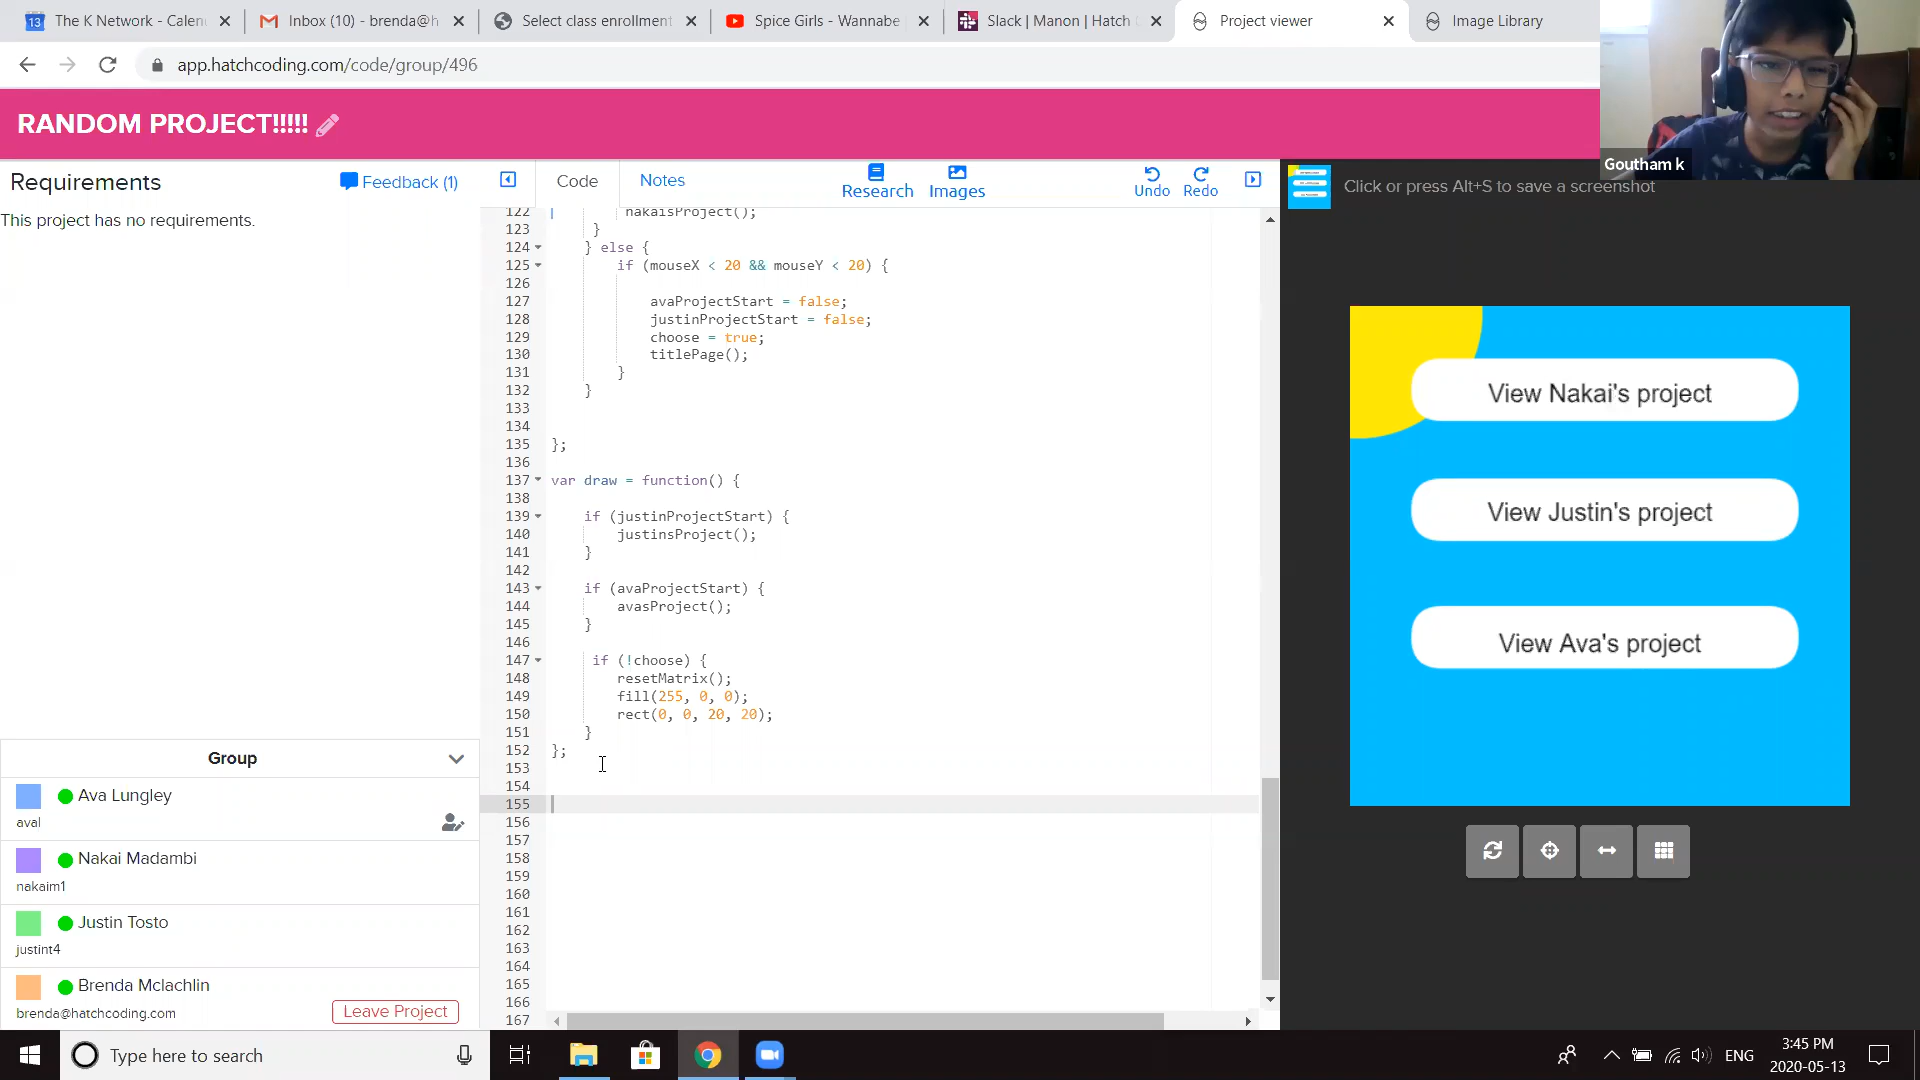 The K Network - Calen
Inbox (10) - brenda@h
Select class enrollment
Spice Girls - Wannabe
Slack | Manon | Hatch
Project viewer
Image Library
app.hatchcoding.com/code/group/496
RANDOM PROJECT!!!!!
Goutham k
Requirements
Feedback (1)
Code
Notes
Research
Images
Undo
Redo
Click or press Alt+S to save a screenshot
This project has no requirements.
122 nakaisProject();
123 }
124 } else {
125 if (mouseX < 20 && mouseY < 20) {
126
127 avaProjectStart = false;
128 justinProjectStart = false;
129 choose = true;
130 titlePage();
131 }
132 }
133
134
135 };
136
137 var draw = function() {
138
139 if (justinProjectStart) {
140 justinsProject();
141 }
142
143 if (avaProjectStart) {
144 avasProject();
145 }
146
147 if (!choose) {
148 resetMatrix();
149 fill(255, 0, 0);
150 rect(0, 0, 20, 20);
151 }
152 };
153
154
155
156
157
158
159
160
161
162
163
164
165
166
167
View Nakai's project
View Justin's project
View Ava's project
Group
Ava Lungley
aval
Nakai Madambi
nakaim1
Justin Tosto
justint4
Brenda Mclachlin
brenda@hatchcoding.com
Leave Project
Type here to search
ENG
3:45 PM
2020-05-13